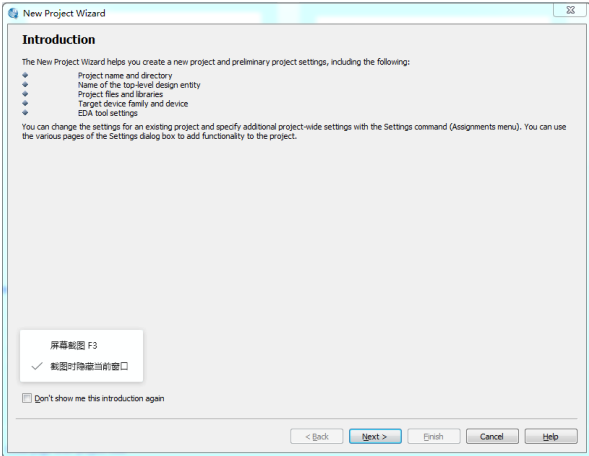 New Project Wizard
Introduction
The New Project Wizard helps you create a new project and preliminary project settings, including the following:
Project name and directory
Name of the top-level design entity
Project files and libraries
Target device family and device
EDA tool settings
You can change the settings for an existing project and specify additional project-wide settings with the Settings command (Assignments menu). You can use
the various pages of the Settings dialog box to add functionality to the project.
屏幕截图 F3
截图时隐藏当前窗口
Don't show me this introduction again
< Back
Next >
Finish
Cancel
Help